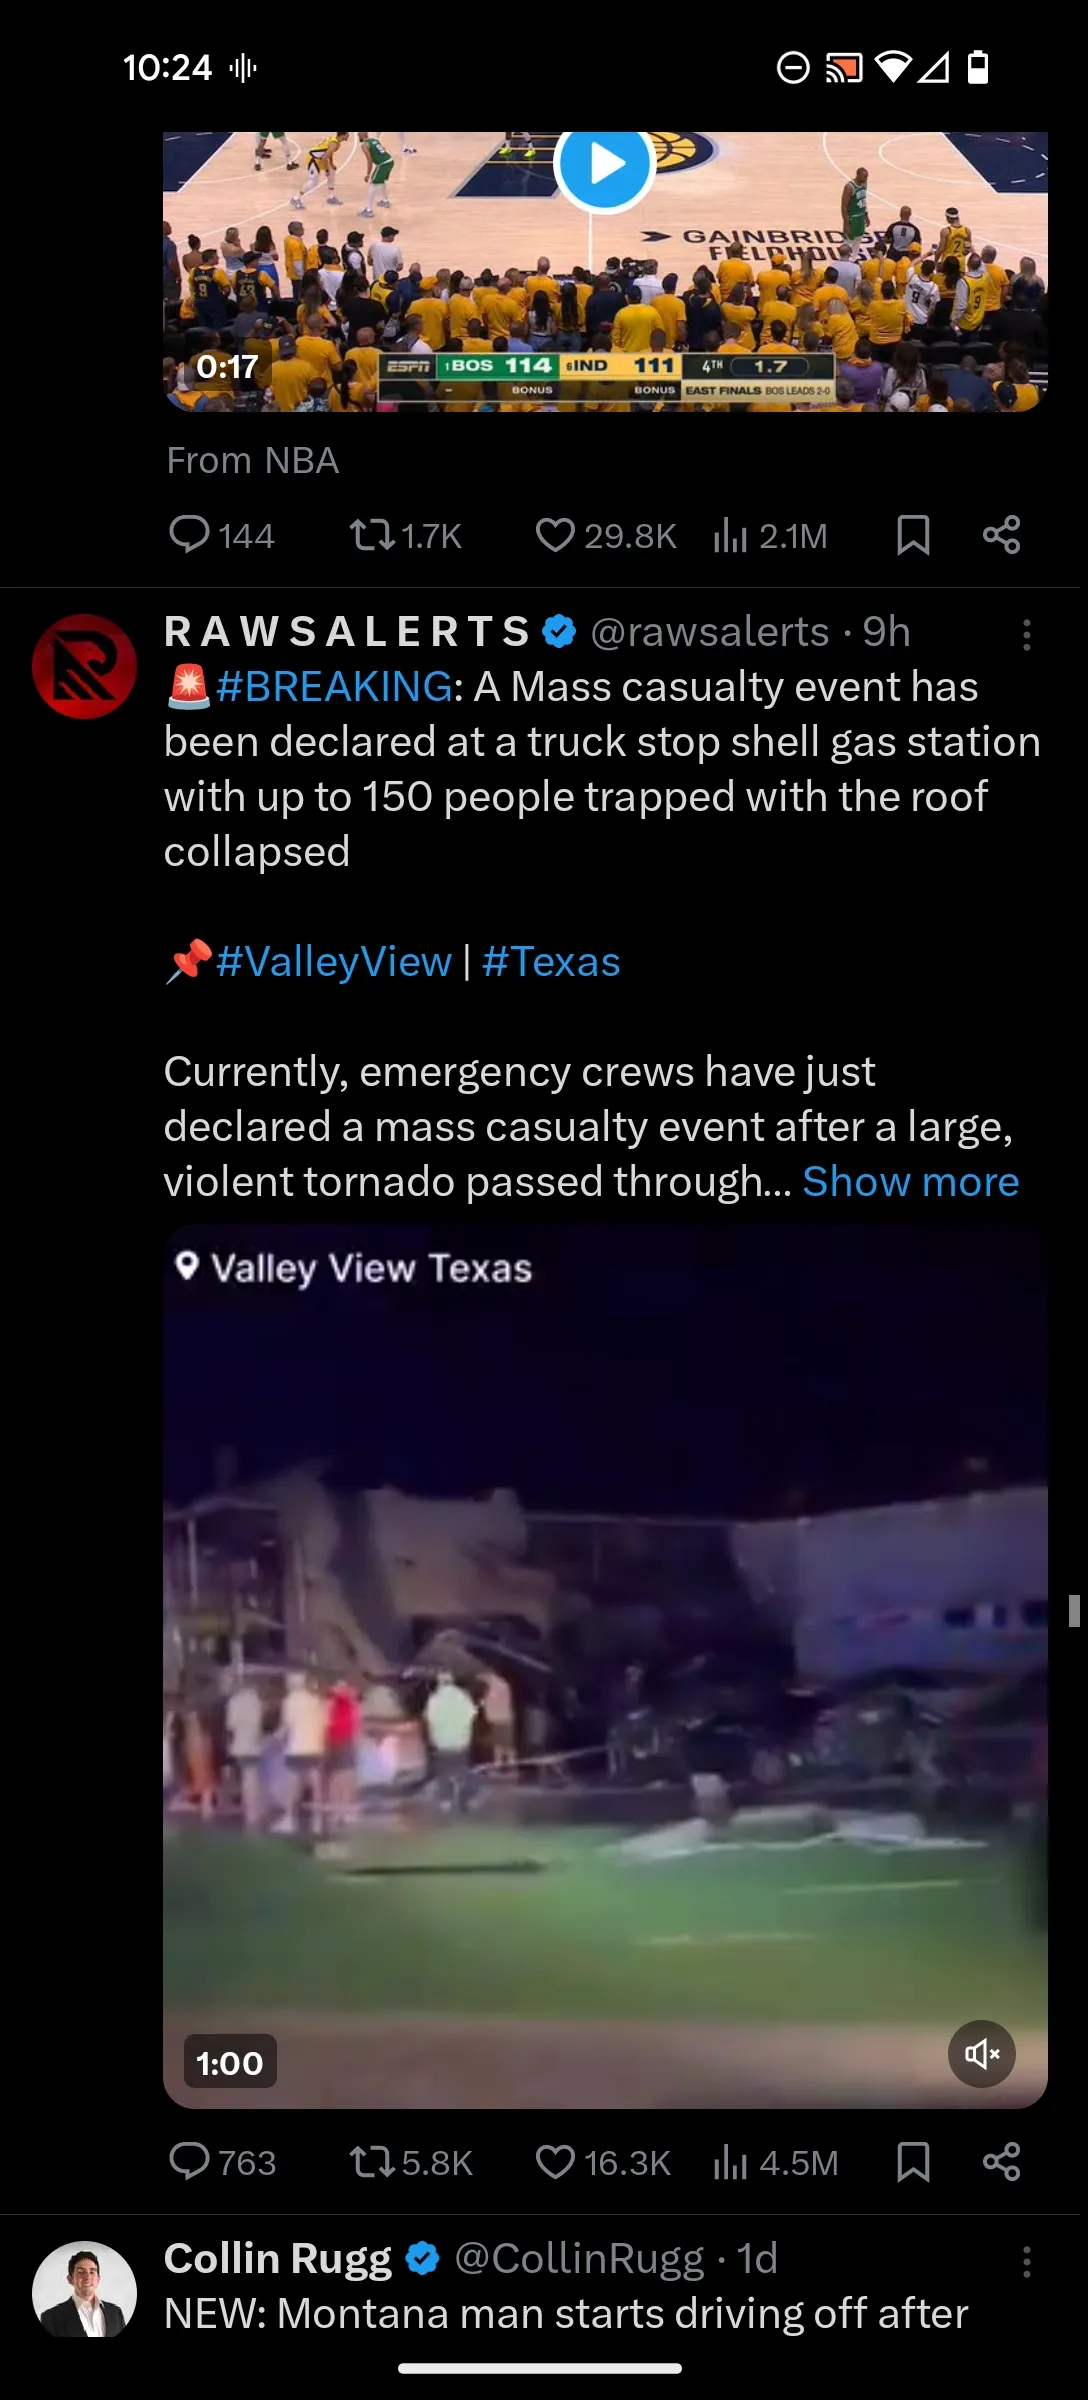 10:24
GAINBRIDGE
FIELDHOUSE
0:17
ESPN 1 BOS 114 6 IND 111 4TH 1.7
- BONUS BONUS EAST FINALS BOS LEADS 2-0
From NBA
144 1.7K 29.8K 2.1M
R A W S A L E R T S @rawsalerts · 9h
🚨#BREAKING: A Mass casualty event has
been declared at a truck stop shell gas station
with up to 150 people trapped with the roof
collapsed
📌#ValleyView | #Texas
Currently, emergency crews have just
declared a mass casualty event after a large,
violent tornado passed through... Show more
Valley View Texas
1:00
763 5.8K 16.3K 4.5M
Collin Rugg @CollinRugg · 1d
NEW: Montana man starts driving off after